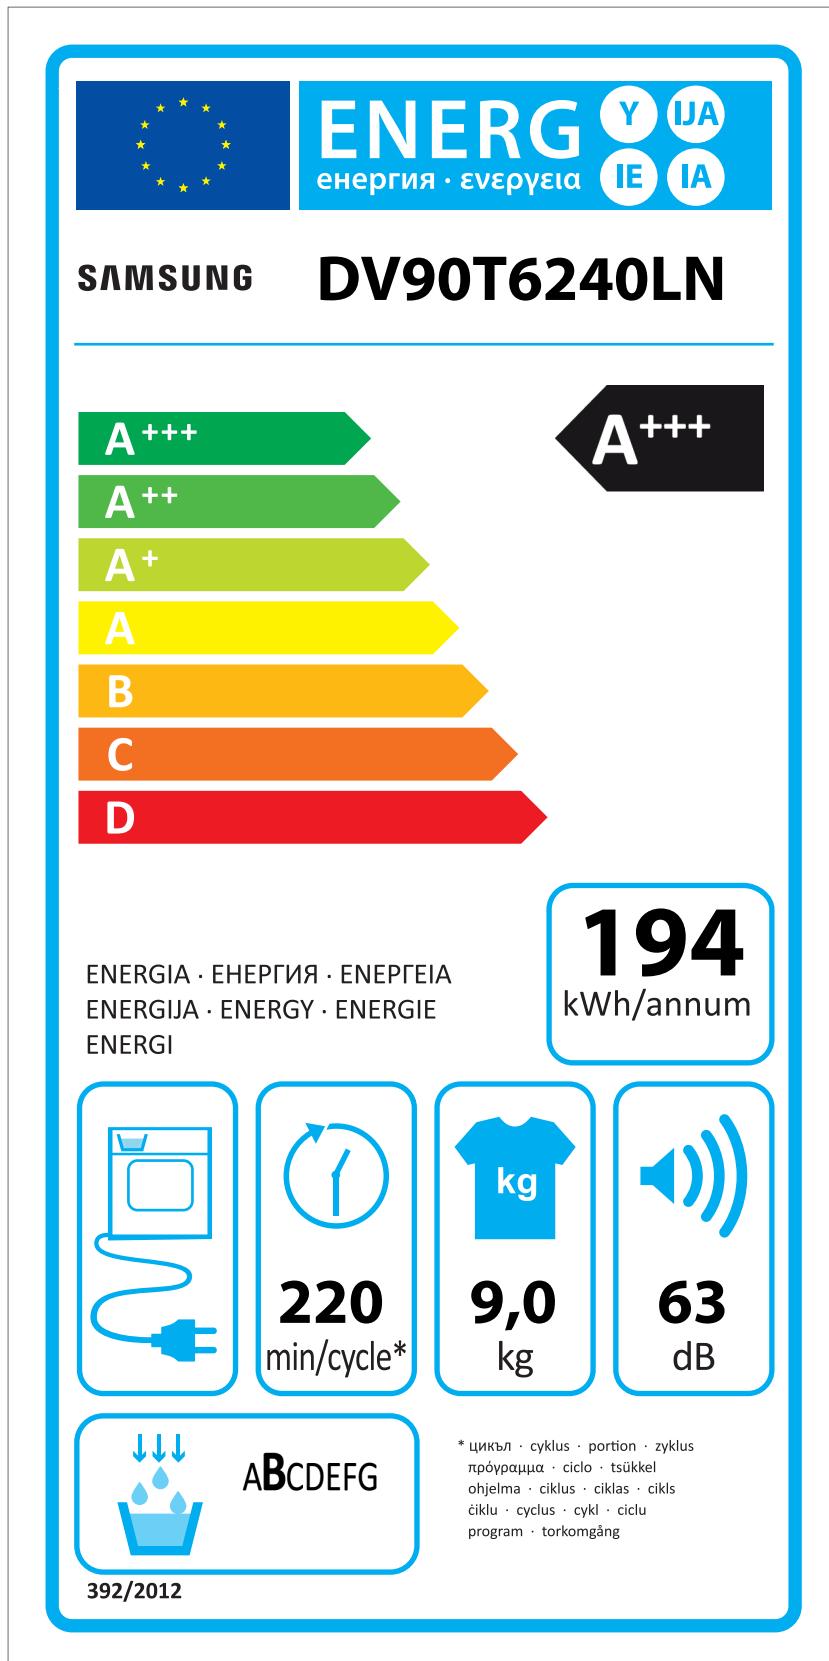 ENERG Y IJA
енергия · ενεργεια IE IA
SAMSUNG DV90T6240LN
A+++ A+++
A++
A+
A
B
C
D
194
kWh/annum
ENERGIA · ЕНЕРГИЯ · ΕΝΕΡΓΕΙΑ
ENERGIJA · ENERGY · ENERGIE
ENERGI
kg
220
min/cycle*
9,0
kg
63
dB
ABCDEFG
* цикъл · cyklus · portion · zyklus
πρόγραμμα · ciclo · tsükkel
ohjelma · ciklus · ciklas · cikls
ċiklu · cyclus · cykl · ciclu
program · torkomgång
392/2012